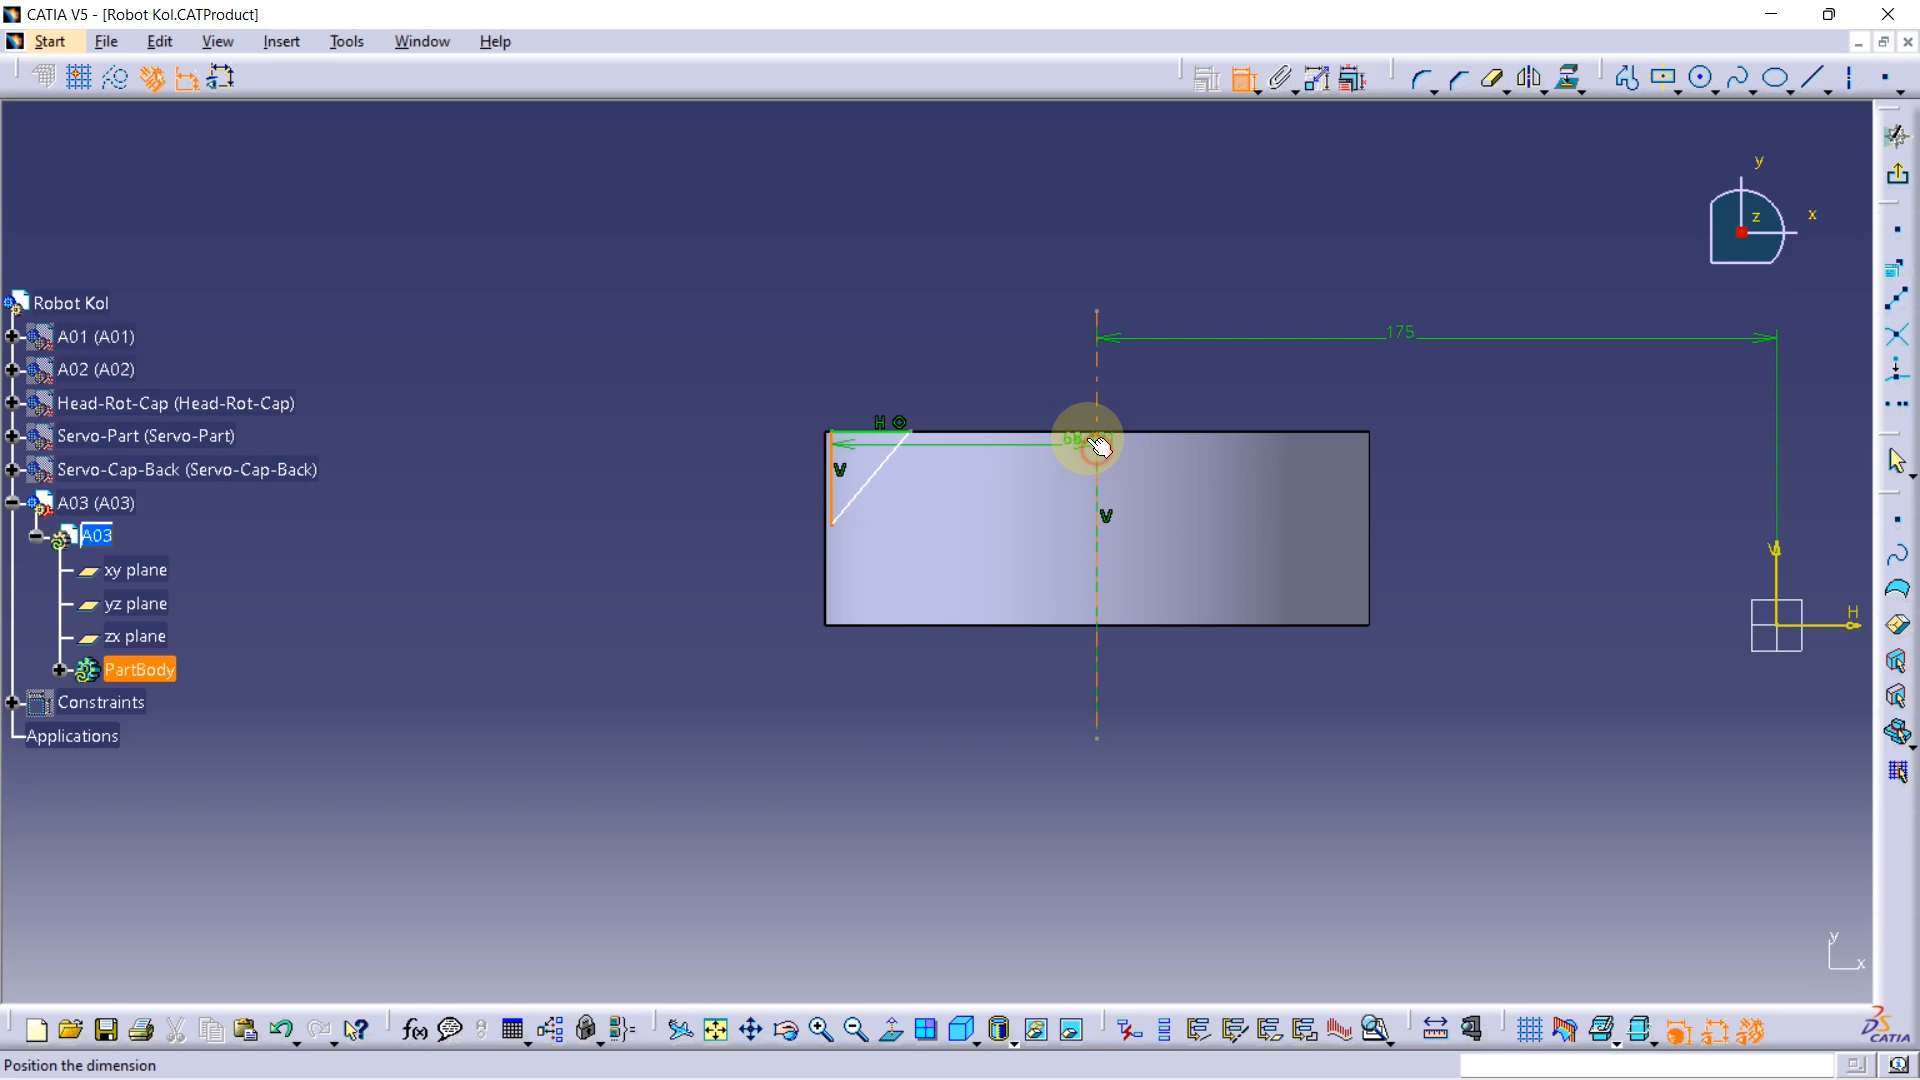 CATIA V5 - [Robot Kol.CATProduct]
Start File Edit View Insert Tools Window Help
y
x
z
175
H
V
V
V
H
Robot Kol
A01 (A01)
A02 (A02)
Head-Rot-Cap (Head-Rot-Cap)
Servo-Part (Servo-Part)
Servo-Cap-Back (Servo-Cap-Back)
A03 (A03)
A03
xy plane
yz plane
zx plane
PartBody
Constraints
Applications
y
x
f(x)
CATIA
Position the dimension